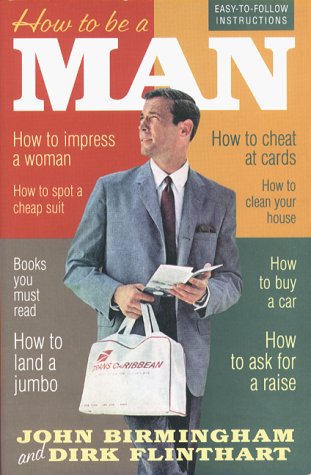 How to be a
EASY-TO-FOLLOW
INSTRUCTIONS
MAN
How to impress
a woman
How to spot a
cheap suit
Books
you
must
read
How to
land a
jumbo
How to cheat
at cards
How to
clean your
house
How
to buy
a car
How
to ask for
a raise
TRANS CARIBBEAN
JOHN BIRMINGHAM
and DIRK FLINTHART